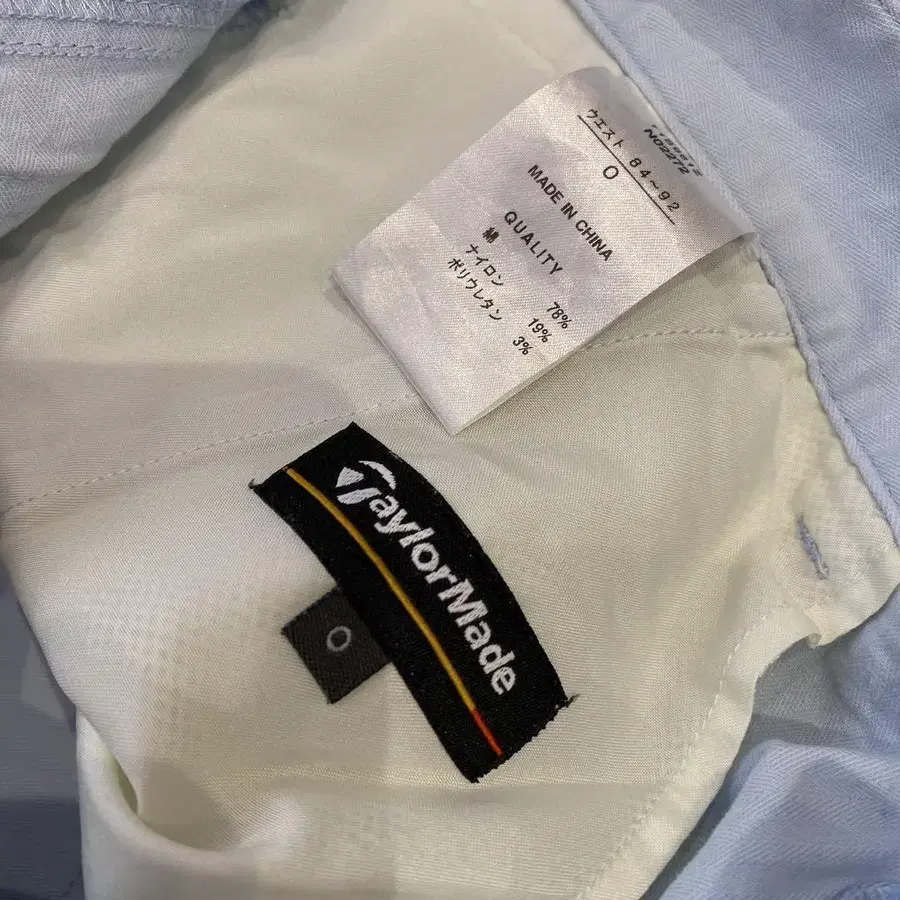 N02272
ウエスト 84~92
O
MADE IN CHINA
QUALITY
綿 78%
ナイロン 19%
ポリウレタン 3%
TaylorMade
O